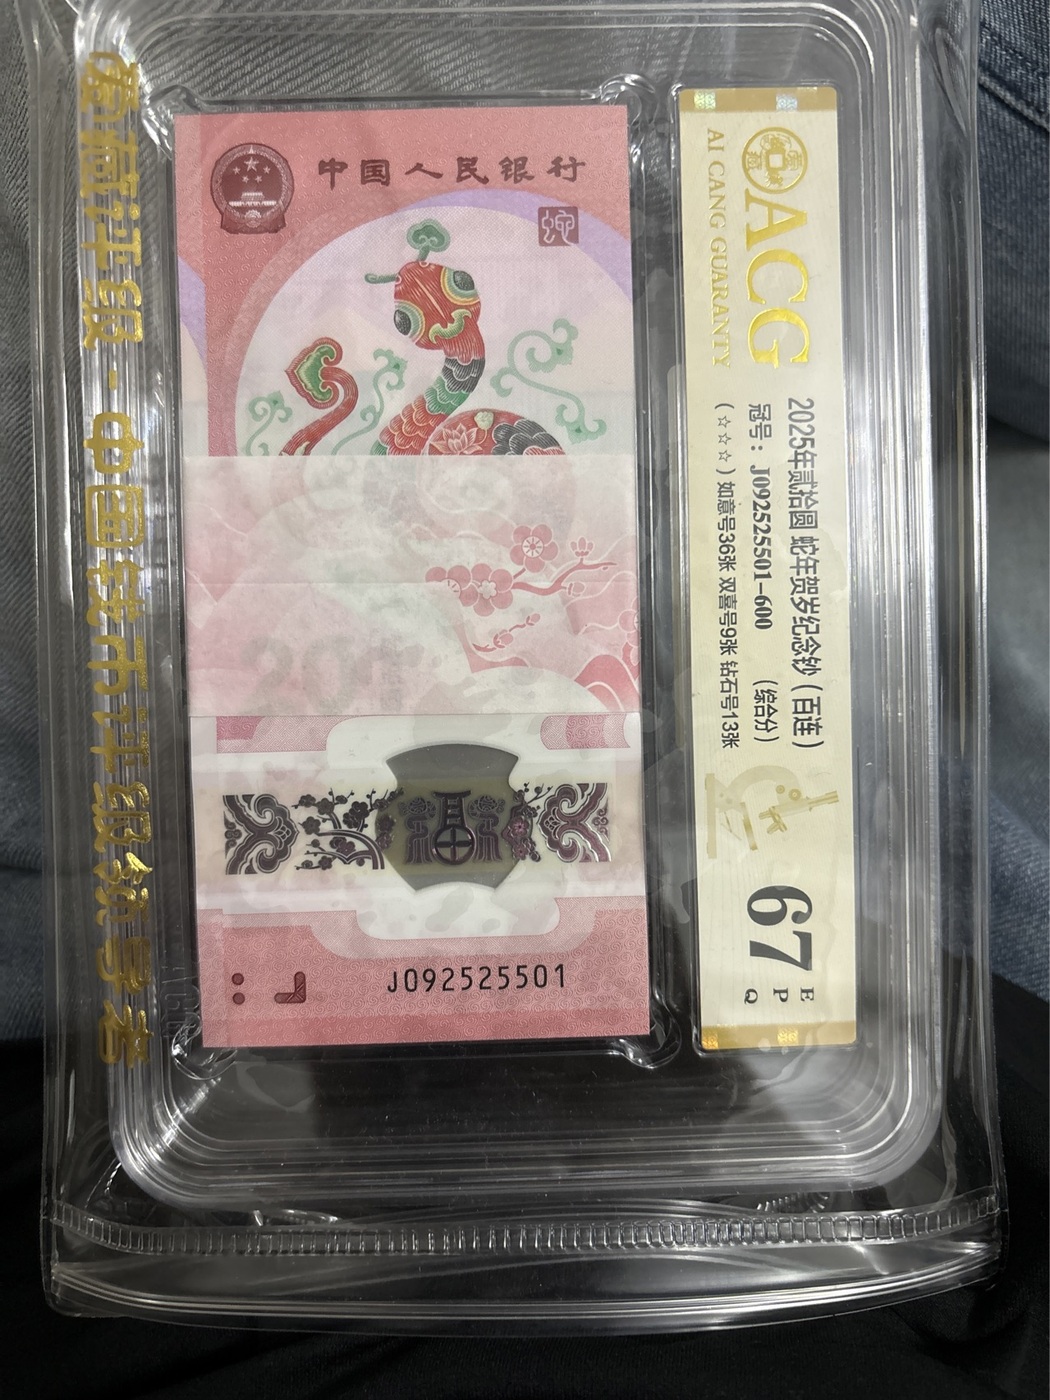 爱藏评级 - 中国钱币评级领导者
中国人民银行
J092525501
ACG
AI CANG GUARANTY
2025年贰拾圆 蛇年贺岁纪念钞（百连）
冠号：J092525501-600 （综合分）
（☆☆☆）如意号36张 双喜号9张 钻石号13张
67
E
P
Q